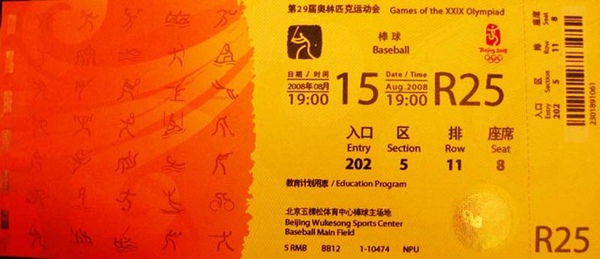 第29届奥林匹克运动会 Games of the XXIX Olympiad
棒球
Baseball
Beijing 2008
日期 / 时间 Date / Time
2008年08月 15 Aug.2008 R25
19:00 19:00
入口 区 排 座席
Entry Section Row Seat
202 5 11 8
教育计划用票 / Education Program
北京五棵松体育中心棒球主场地
Beijing Wukesong Sports Center
Baseball Main Field
5 RMB BB12 1-10474 NPU
座席 Seat 8
排 Row 11
区 Section 5
入口 Entry 202
2301891061
R25